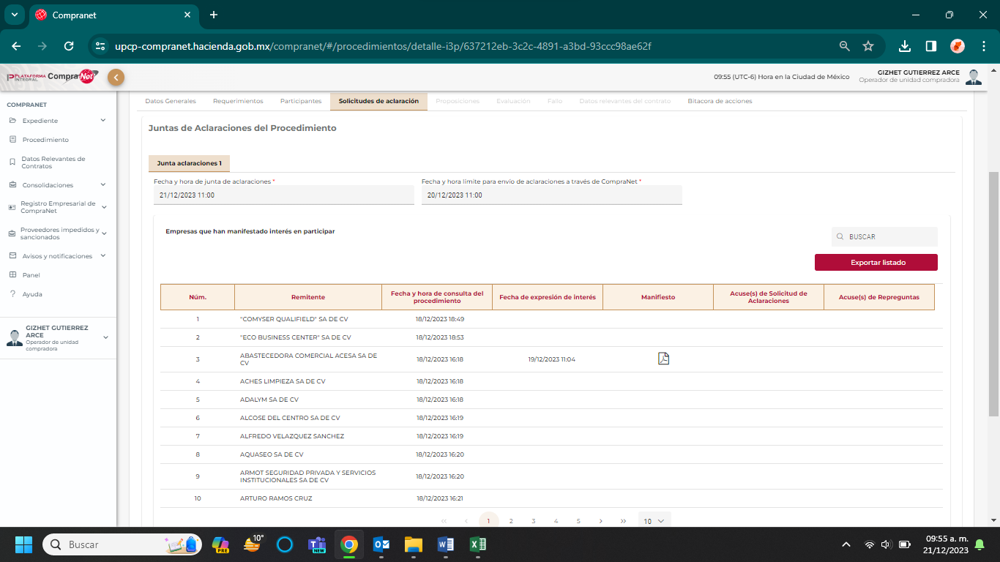 Compranet
upcp-compranet.hacienda.gob.mx/compranet/#/procedimientos/detalle-i3p/637212eb-3c2c-4891-a3bd-93ccc98ae62f
PLATAFORMA INTEGRAL CompraNet
09:55 (UTC-6) Hora en la Ciudad de México
GIZHET GUTIERREZ ARCE
Operador de unidad compradora
COMPRANET
Expediente
Procedimiento
Datos Relevantes de
Contratos
Consolidaciones
Registro Empresarial de
CompraNet
Proveedores impedidos y
sancionados
Avisos y notificaciones
Panel
Ayuda
GIZHET GUTIERREZ
ARCE
Operador de unidad
compradora
Datos Generales Requerimientos Participantes Solicitudes de aclaración Proposiciones Evaluación Fallo Datos relevantes del contrato Bitacora de acciones
Juntas de Aclaraciones del Procedimiento
Junta aclaraciones 1
Fecha y hora de junta de aclaraciones * Fecha y hora límite para envío de aclaraciones a través de CompraNet *
21/12/2023 11:00 20/12/2023 11:00
Empresas que han manifestado interés en participar
BUSCAR
Exportar listado
Núm. Remitente Fecha y hora de consulta del procedimiento Fecha de expresión de interés Manifiesto Acuse(s) de Solicitud de Aclaraciones Acuse(s) de Repreguntas
1 "COMYSER QUALIFIELD" SA DE CV 18/12/2023 18:49
2 "ECO BUSINESS CENTER" SA DE CV 18/12/2023 18:53
3 ABASTECEDORA COMERCIAL ACESA SA DE CV 18/12/2023 16:18 19/12/2023 11:04
4 ACHES LIMPIEZA SA DE CV 18/12/2023 16:18
5 ADALYM SA DE CV 18/12/2023 16:18
6 ALCOSE DEL CENTRO SA DE CV 18/12/2023 16:19
7 ALFREDO VELAZQUEZ SANCHEZ 18/12/2023 16:19
8 AQUASEO SA DE CV 18/12/2023 16:20
9 ARMOT SEGURIDAD PRIVADA Y SERVICIOS INSTITUCIONALES SA DE CV 18/12/2023 16:20
10 ARTURO RAMOS CRUZ 18/12/2023 16:21
1 2 3 4 5 10
Buscar
PRE
10°
NEW
09:55 a. m.
21/12/2023